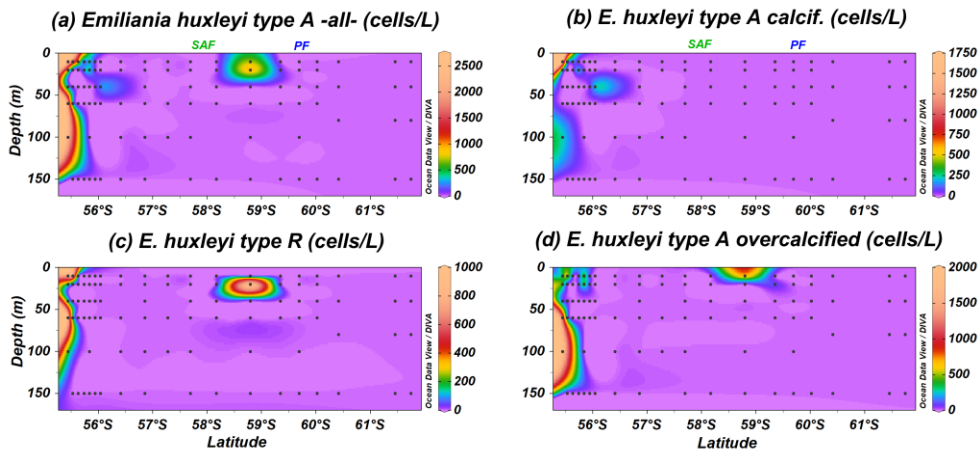 (a) Emiliania huxleyi type A -all- (cells/L)
SAF PF
0
50
100
150
Depth (m)
56°S 57°S 58°S 59°S 60°S 61°S
2500
2000
1500
1000
500
0
Ocean Data View / DIVA
(b) E. huxleyi type A calcif. (cells/L)
SAF PF
0
50
100
150
56°S 57°S 58°S 59°S 60°S 61°S
1750
1500
1250
1000
750
500
250
0
Ocean Data View / DIVA
(c) E. huxleyi type R (cells/L)
0
50
100
150
Depth (m)
56°S 57°S 58°S 59°S 60°S 61°S
Latitude
1000
800
600
400
200
0
Ocean Data View / DIVA
(d) E. huxleyi type A overcalcified (cells/L)
0
50
100
150
56°S 57°S 58°S 59°S 60°S 61°S
Latitude
2000
1500
1000
500
0
Ocean Data View / DIVA